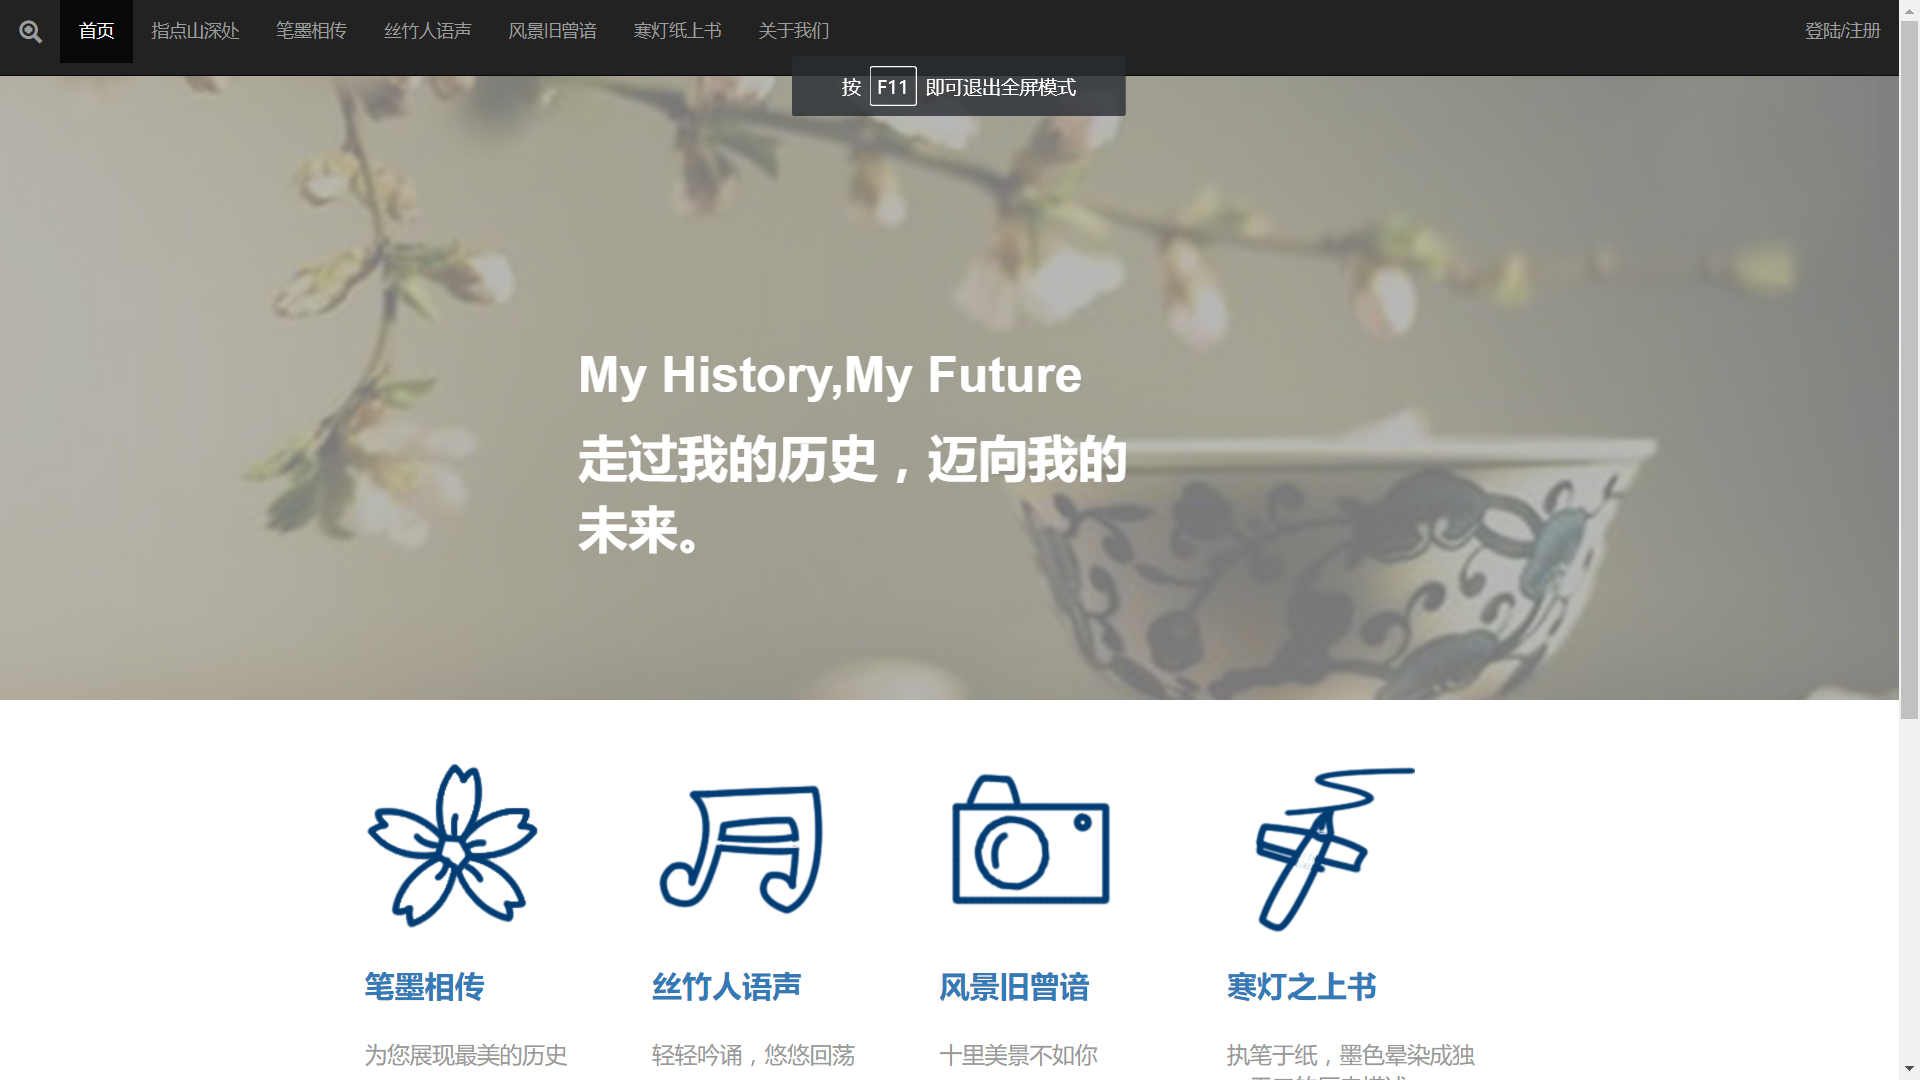 首页 指点山深处 笔墨相传 丝竹人语声 风景旧曾谙 寒灯纸上书 关于我们 登陆/注册
按 F11 即可退出全屏模式
My History,My Future
走过我的历史，迈向我的
未来。
笔墨相传 丝竹人语声 风景旧曾谙 寒灯之上书
为您展现最美的历史 轻轻吟诵，悠悠回荡 十里美景不如你 执笔于纸，墨色晕染成独